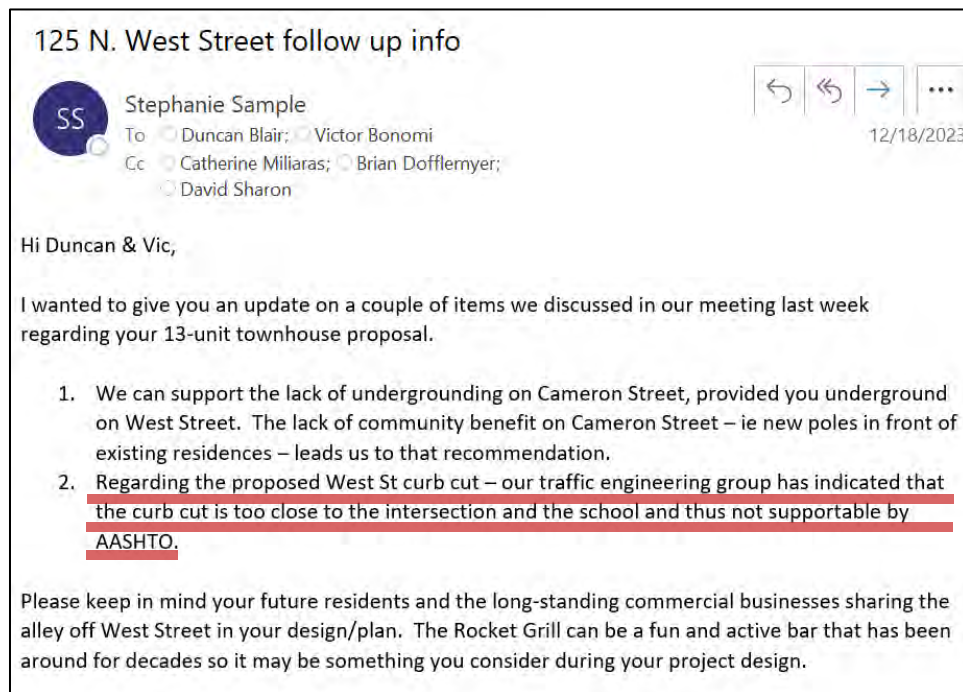 125 N. West Street follow up info
SS
Stephanie Sample
To Duncan Blair; Victor Bonomi
12/18/2023
Cc Catherine Miliaras; Brian Dofflemyer;
David Sharon
Hi Duncan & Vic,
I wanted to give you an update on a couple of items we discussed in our meeting last week
regarding your 13-unit townhouse proposal.
1. We can support the lack of undergrounding on Cameron Street, provided you underground
on West Street. The lack of community benefit on Cameron Street – ie new poles in front of
existing residences – leads us to that recommendation.
2. Regarding the proposed West St curb cut – our traffic engineering group has indicated that
the curb cut is too close to the intersection and the school and thus not supportable by
AASHTO.
Please keep in mind your future residents and the long-standing commercial businesses sharing the
alley off West Street in your design/plan. The Rocket Grill can be a fun and active bar that has been
around for decades so it may be something you consider during your project design.